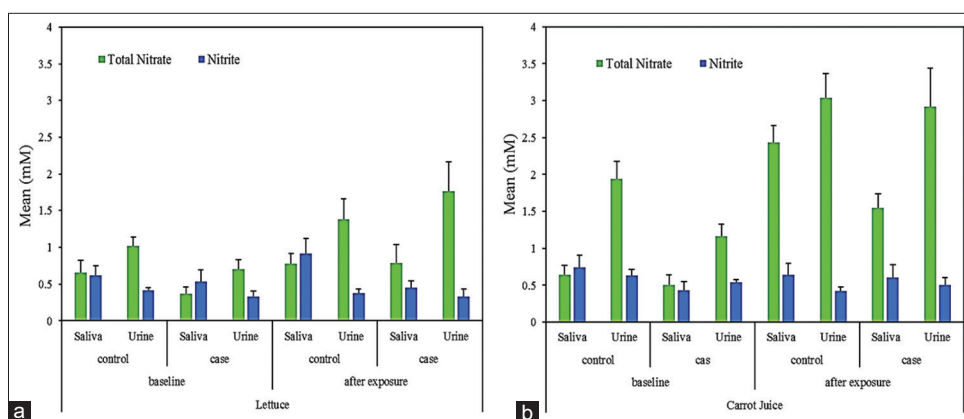 4
3.5
3
2.5
2
1.5
1
0.5
0
Mean (mM)
Total Nitrate Nitrite
Saliva Urine Saliva Urine Saliva Urine Saliva Urine
control case control case
baseline after exposure
Lettuce
a
4
3.5
3
2.5
2
1.5
1
0.5
0
Mean (mM)
Total Nitrate Nitrite
Saliva Urine Saliva Urine Saliva Urine Saliva Urine
control cas control case
baseline after exposure
Carrot Juice
b